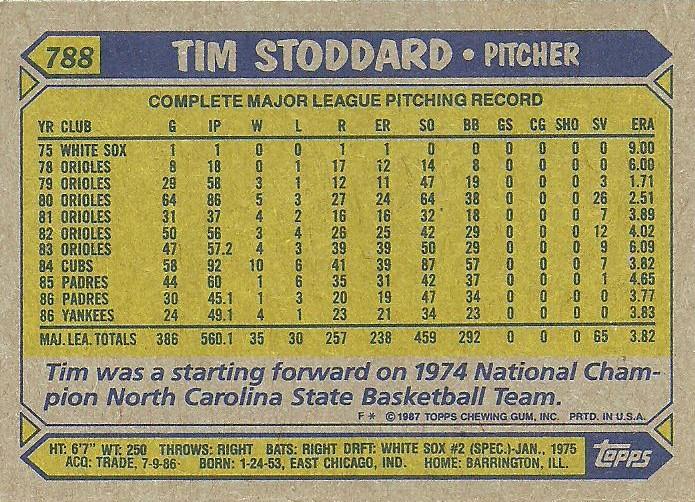 788 TIM STODDARD • PITCHER
COMPLETE MAJOR LEAGUE PITCHING RECORD
YR CLUB G IP W L R ER SO BB GS CG SHO SV ERA
75 WHITE SOX 1 1 0 0 1 1 0 0 0 0 0 0 9.00
78 ORIOLES 8 18 0 1 17 12 14 8 0 0 0 0 6.00
79 ORIOLES 29 58 3 1 12 11 47 19 0 0 0 3 1.71
80 ORIOLES 64 86 5 3 27 24 64 38 0 0 0 26 2.51
81 ORIOLES 31 37 4 2 16 16 32 18 0 0 0 7 3.89
82 ORIOLES 50 56 3 4 26 25 42 29 0 0 0 12 4.02
83 ORIOLES 47 57.2 4 3 39 39 50 29 0 0 0 9 6.09
84 CUBS 58 92 10 6 41 39 87 57 0 0 0 7 3.82
85 PADRES 44 60 1 6 35 31 42 37 0 0 0 1 4.65
86 PADRES 30 45.1 1 3 20 19 47 34 0 0 0 0 3.77
86 YANKEES 24 49.1 4 1 23 21 34 23 0 0 0 0 3.83
MAJ. LEA. TOTALS 386 560.1 35 30 257 238 459 292 0 0 0 65 3.82
Tim was a starting forward on 1974 National Cham-
pion North Carolina State Basketball Team.
F* ©1987 TOPPS CHEWING GUM, INC. PRTD. IN U.S.A.
HT: 6'7" WT: 250 THROWS: RIGHT BATS: RIGHT DRFT: WHITE SOX #2 (SPEC.)-JAN., 1975
ACQ: TRADE, 7-9-86 BORN: 1-24-53, EAST CHICAGO, IND. HOME: BARRINGTON, ILL.
topps